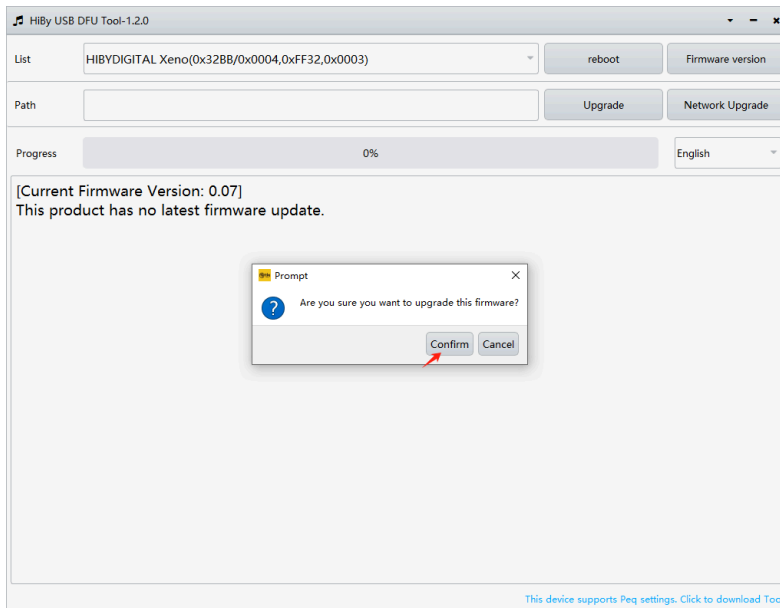 HiBy USB DFU Tool-1.2.0
List
HIBYDIGITAL Xeno(0x32BB/0x0004,0xFF32,0x0003)
reboot
Firmware version
Path
Upgrade
Network Upgrade
Progress
0%
English
[Current Firmware Version: 0.07]
This product has no latest firmware update.
Prompt
Are you sure you want to upgrade this firmware?
Confirm
Cancel
This device supports Peq settings. Click to download Too